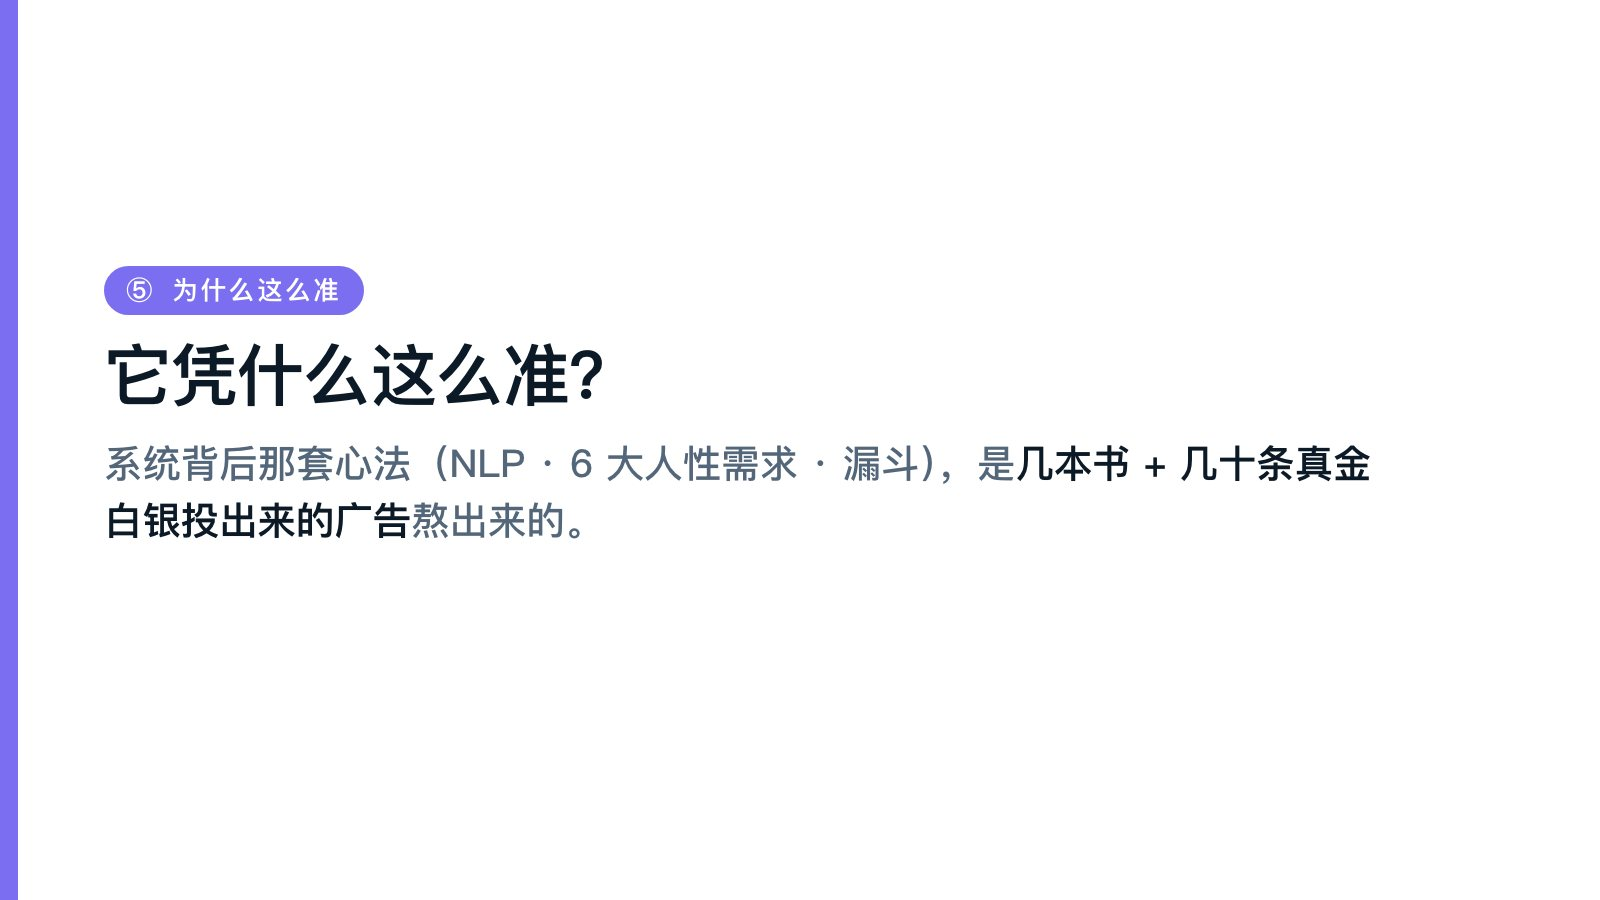 ⑤ 为什么这么准
它凭什么这么准?
系统背后那套心法（NLP · 6 大人性需求 · 漏斗），是几本书 + 几十条真金
白银投出来的广告熬出来的。